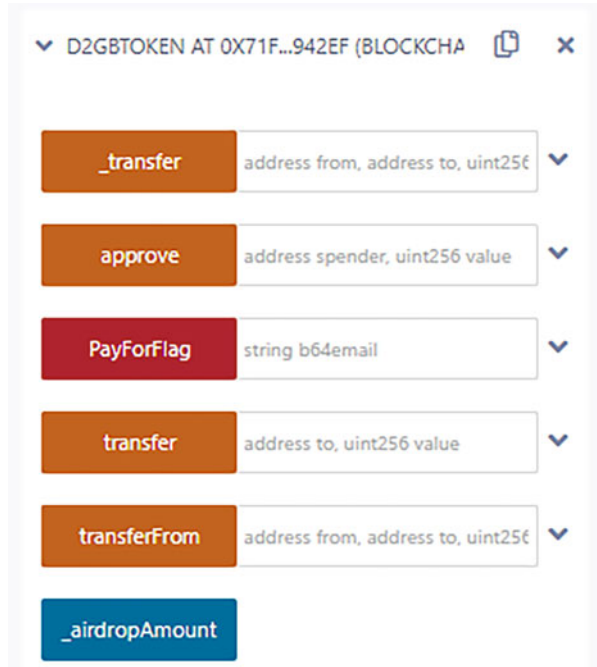 D2GBTOKEN AT 0X71F...942EF (BLOCKCHA
_transfer address from, address to, uint256
approve address spender, uint256 value
PayForFlag string b64email
transfer address to, uint256 value
transferFrom address from, address to, uint256
_airdropAmount